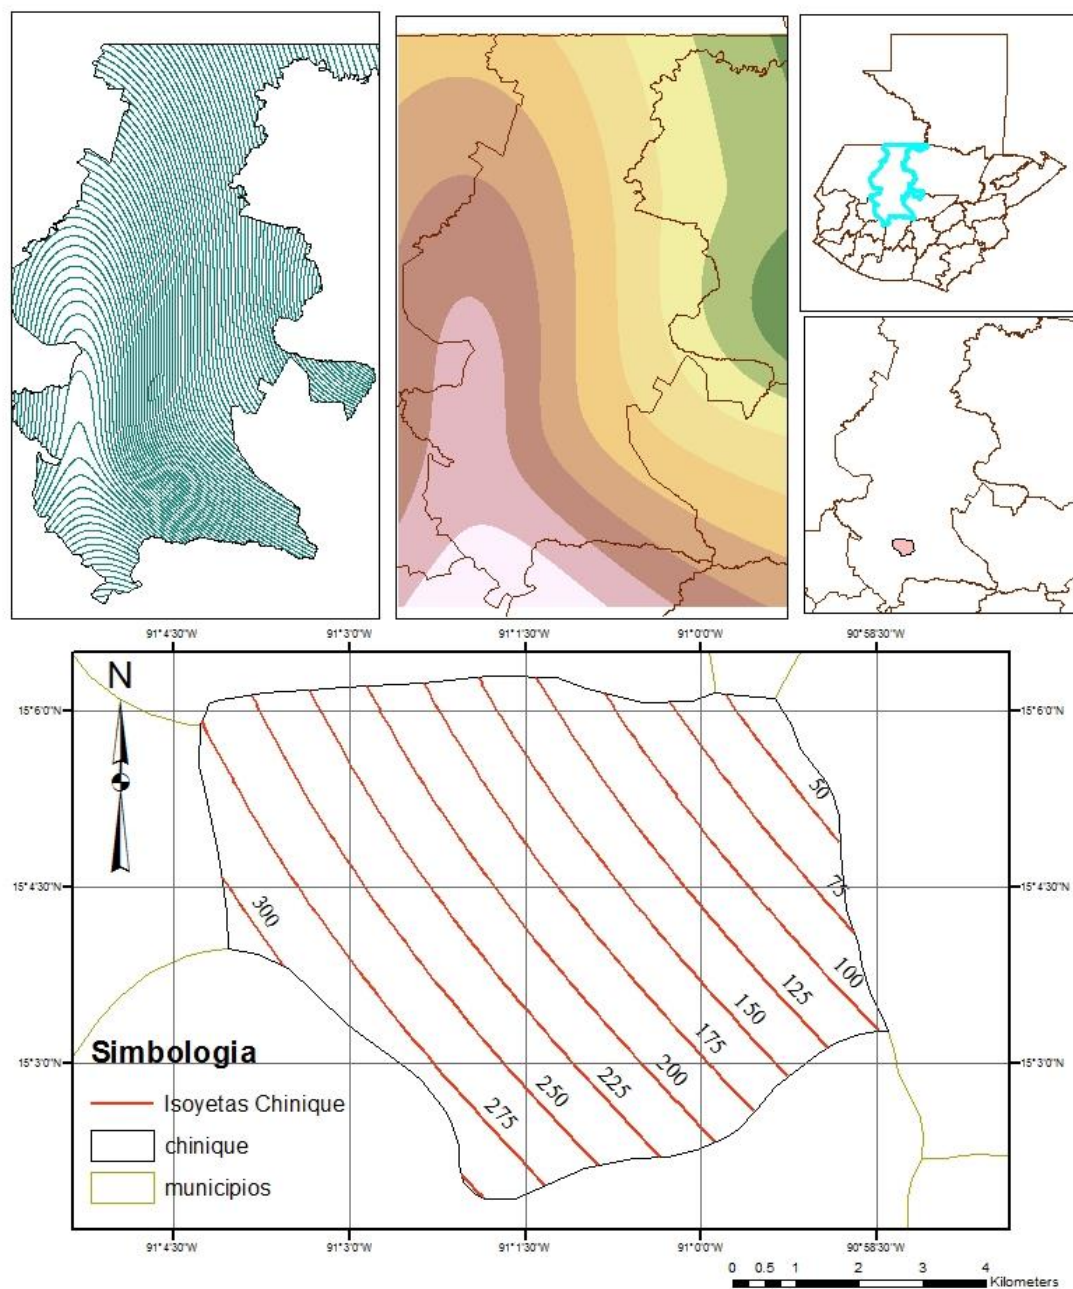 91°4'30"W
91°3'0"W
91°1'30"W
91°0'0"W
90°58'30"W
N
15°6'0"N
15°6'0"N
50
15°4'30"N
75
15°4'30"N
300
100
125
150
175
15°3'0"N
Simbologia
200
15°3'0"N
225
250
275
Isoyetas Chinique
chinique
municipios
91°4'30"W
91°3'0"W
91°1'30"W
91°0'0"W
90°58'30"W
0 0.5 1 2 3 4
Kilometers